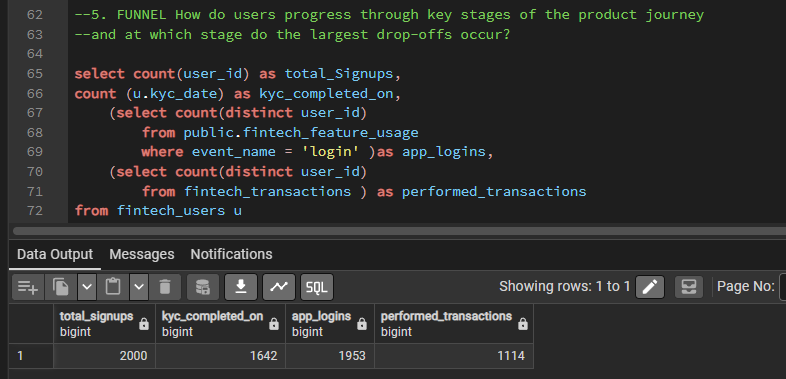 62 --5. FUNNEL How do users progress through key stages of the product journey
63 --and at which stage do the largest drop-offs occur?
64
65 select count(user_id) as total_Signups,
66 count (u.kyc_date) as kyc_completed_on,
67 (select count(distinct user_id)
68 from public.fintech_feature_usage
69 where event_name = 'login' )as app_logins,
70 (select count(distinct user_id)
71 from fintech_transactions ) as performed_transactions
72 from fintech_users u
Data Output Messages Notifications
SQL Showing rows: 1 to 1 Page No:
total_signups kyc_completed_on app_logins performed_transactions
bigint bigint bigint bigint
1 2000 1642 1953 1114